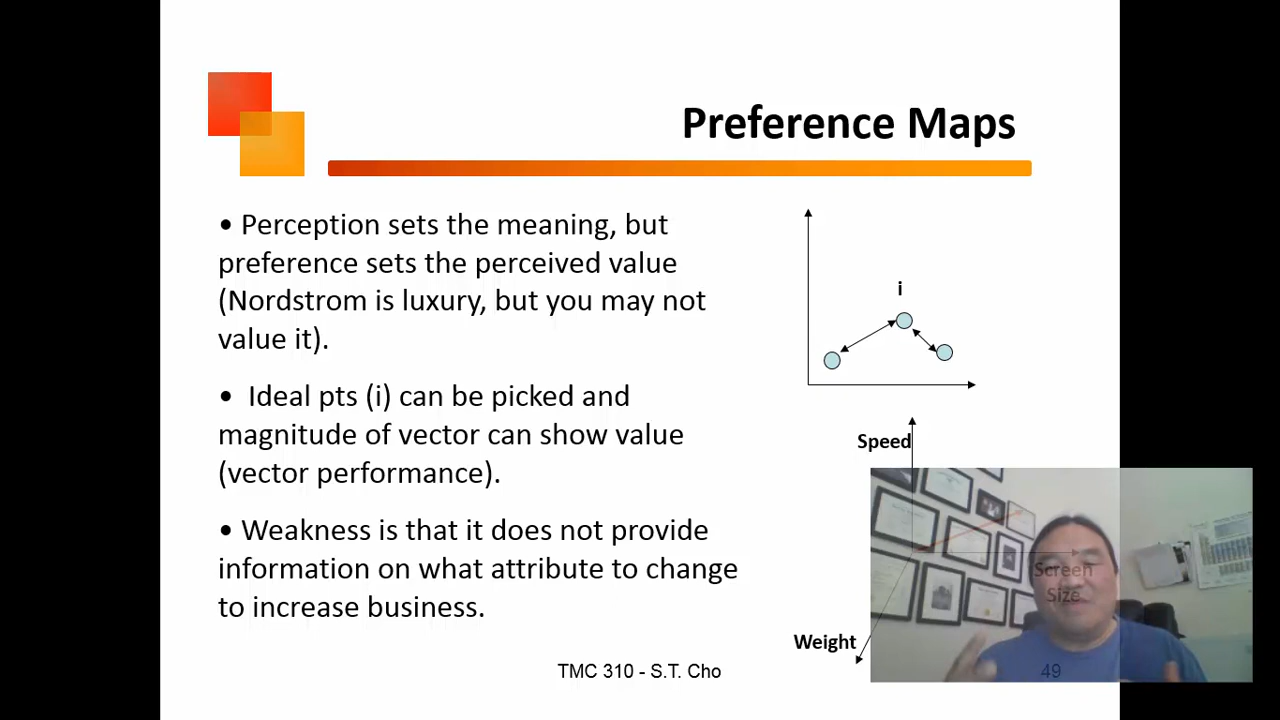 Preference Maps
• Perception sets the meaning, but
preference sets the perceived value
(Nordstrom is luxury, but you may not
value it).
• Ideal pts (i) can be picked and
magnitude of vector can show value
(vector performance).
• Weakness is that it does not provide
information on what attribute to change
to increase business.
i
Speed
Screen
Size
Weight
TMC 310 - S.T. Cho
49